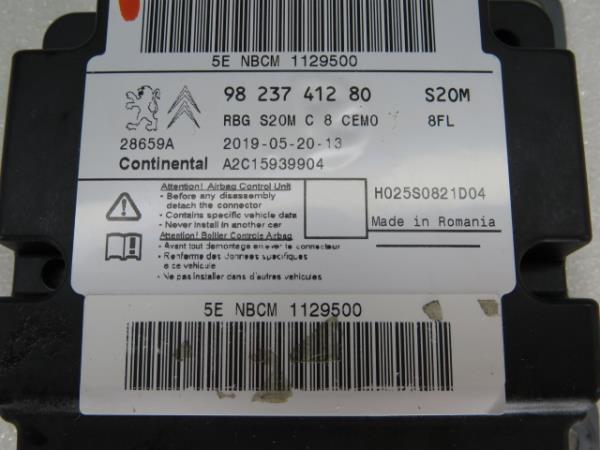 5E NBCM 1129500
98 237 412 80 S20M
RBG S20M C 8 CEM0 8FL
28659A 2019-05-20-13
Continental A2C15939904
Attention! Airbag Control Unit
- Before any disassembly
detach the connector
- Contains specific vehicle data
- Never install in another car
Attention! Boîtier Controle Airbag
- Avant tout demontage enlever le connecteur
- Renferme des donnees specifiques
a ce vehicule
- Ne pas installer dans d'autres vehicules
H025S0821D04
Made in Romania
5E NBCM 1129500